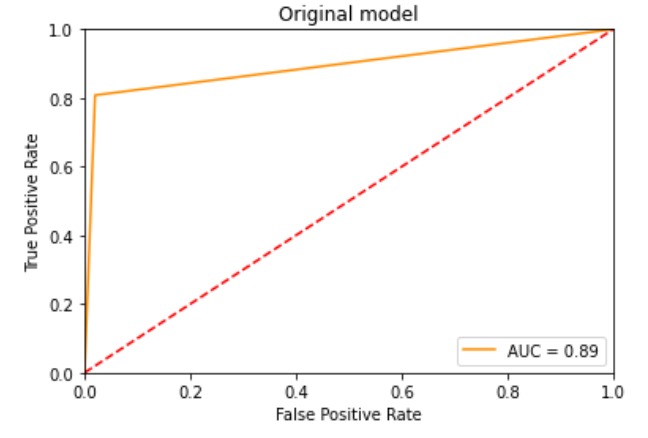 Original model
1.0
0.8
0.6
0.4
0.2
0.0
True Positive Rate
AUC = 0.89
0.0 0.2 0.4 0.6 0.8 1.0
False Positive Rate